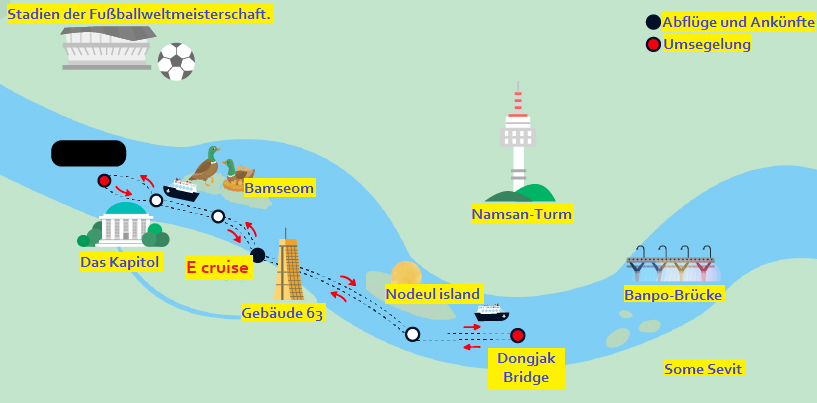 Stadien der Fußballweltmeisterschaft.
Abflüge und Ankünfte
Umsegelung
Bamseom
Namsan-Turm
Das Kapitol
E cruise
Nodeul island
Banpo-Brücke
Gebäude 63
Dongjak
Bridge
Some Sevit